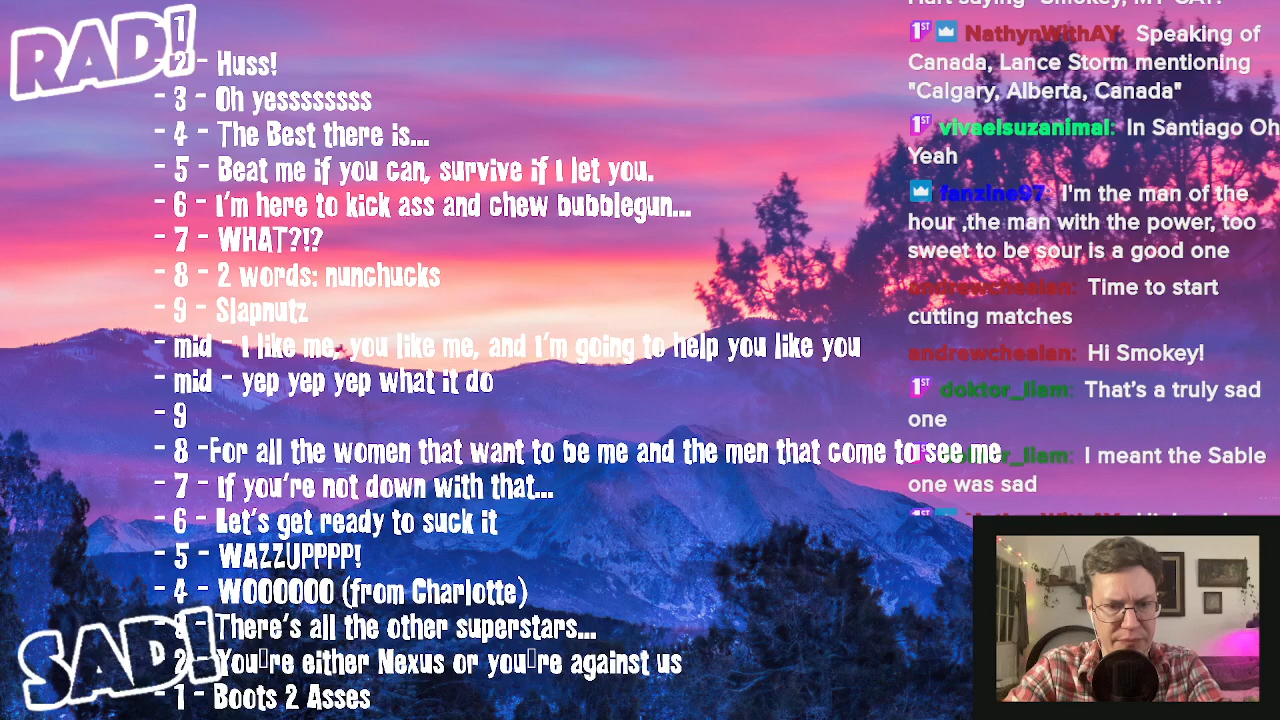 RAD!
- 1
- 2 - Huss!
- 3 - Oh yessssssss
- 4 - The Best there is...
- 5 - Beat me if you can, survive if I let you.
- 6 - I'm here to kick ass and chew bubblegun...
- 7 - WHAT?!?
- 8 - 2 words: nunchucks
- 9 - Slapnutz
- mid - I like me, you like me, and I'm going to help you like you
- mid - yep yep yep what it do
- 9
- 8 -For all the women that want to be me and the men that come to see me
- 7 - If you're not down with that...
- 6 - Let's get ready to suck it
- 5 - WAZZUPPPP!
- 4 - WOOOOOO (from Charlotte)
- 3 - There's all the other superstars...
- 2 - You▯re either Nexus or you▯re against us
- 1 - Boots 2 Asses
SAD!
1ST NathynWithAY: Speaking of
Canada, Lance Storm mentioning
"Calgary, Alberta, Canada"
1ST vivaelsuzanimal: In Santiago Oh
Yeah
fanzine97: I'm the man of the
hour ,the man with the power, too
sweet to be sour is a good one
andrewchealan: Time to start
cutting matches
andrewchealan: Hi Smokey!
1ST doktor_liam: That's a truly sad
one
doktor_liam: I meant the Sable
one was sad